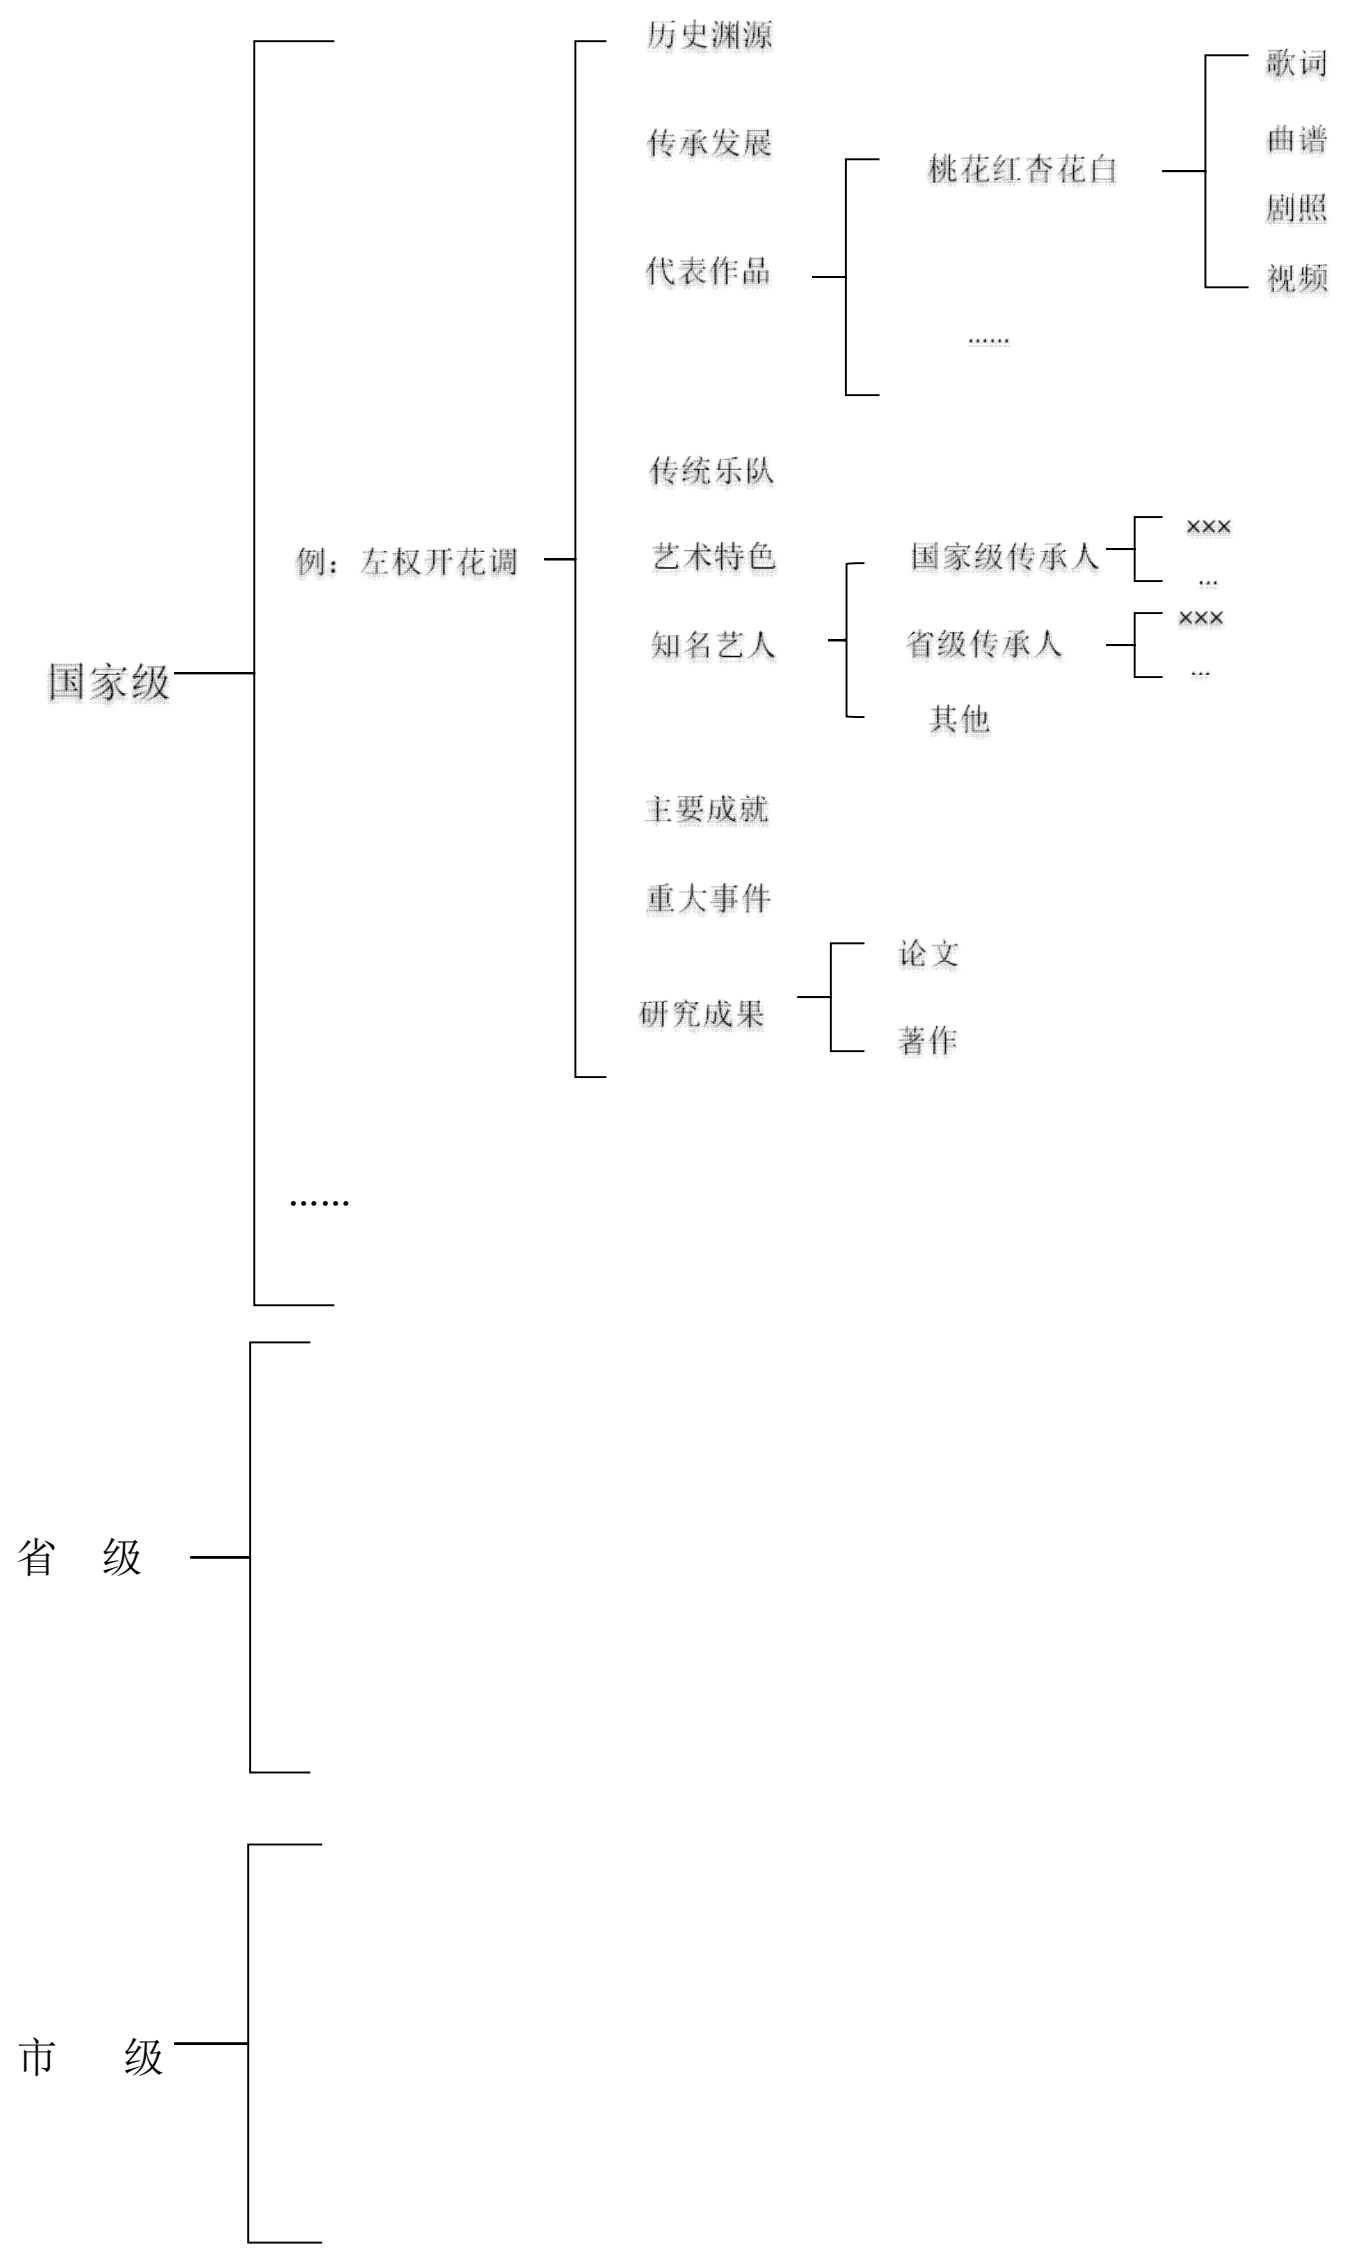 历史渊源
歌词
传承发展
曲谱
桃花红杏花白
剧照
代表作品
视频
......
传统乐队
×××
例：左权开花调
艺术特色
国家级传承人
...
×××
知名艺人
省级传承人
国家级
...
其他
主要成就
重大事件
论文
研究成果
著作
......
省 级
市 级